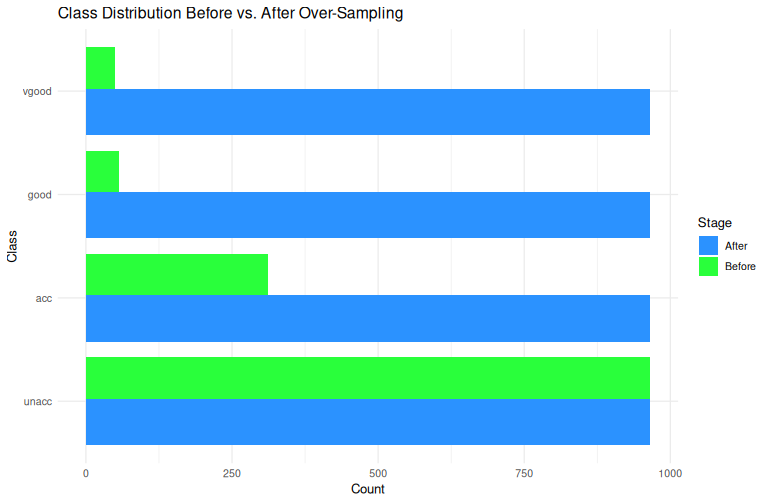 Class Distribution Before vs. After Over-Sampling
vgood
good
acc
unacc
Class
0 250 500 750 1000
Count
Stage
After
Before